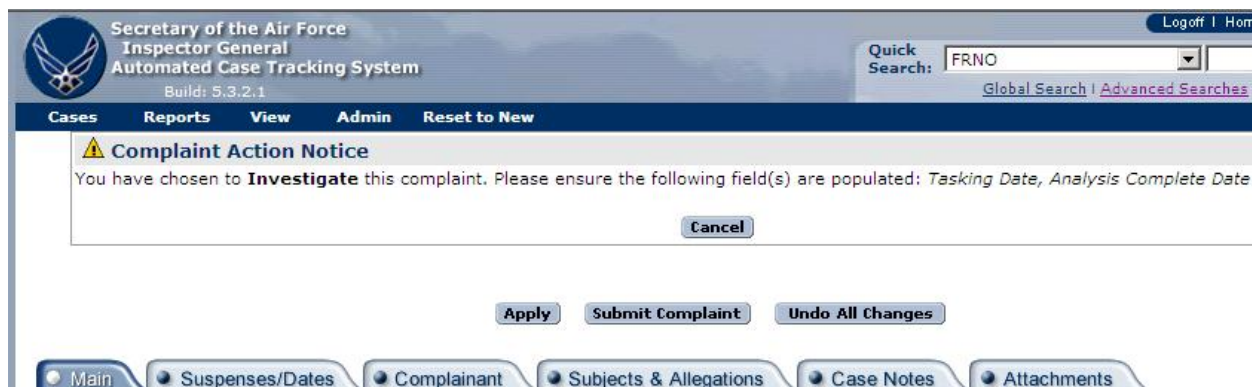 Secretary of the Air Force
Inspector General
Automated Case Tracking System
Build: 5.3.2.1
Logoff | Hom
Quick Search: FRNO
Global Search | Advanced Searches
Cases Reports View Admin Reset to New
Complaint Action Notice
You have chosen to Investigate this complaint. Please ensure the following field(s) are populated: Tasking Date, Analysis Complete Date
Cancel
Apply Submit Complaint Undo All Changes
Main Suspenses/Dates Complainant Subjects & Allegations Case Notes Attachments